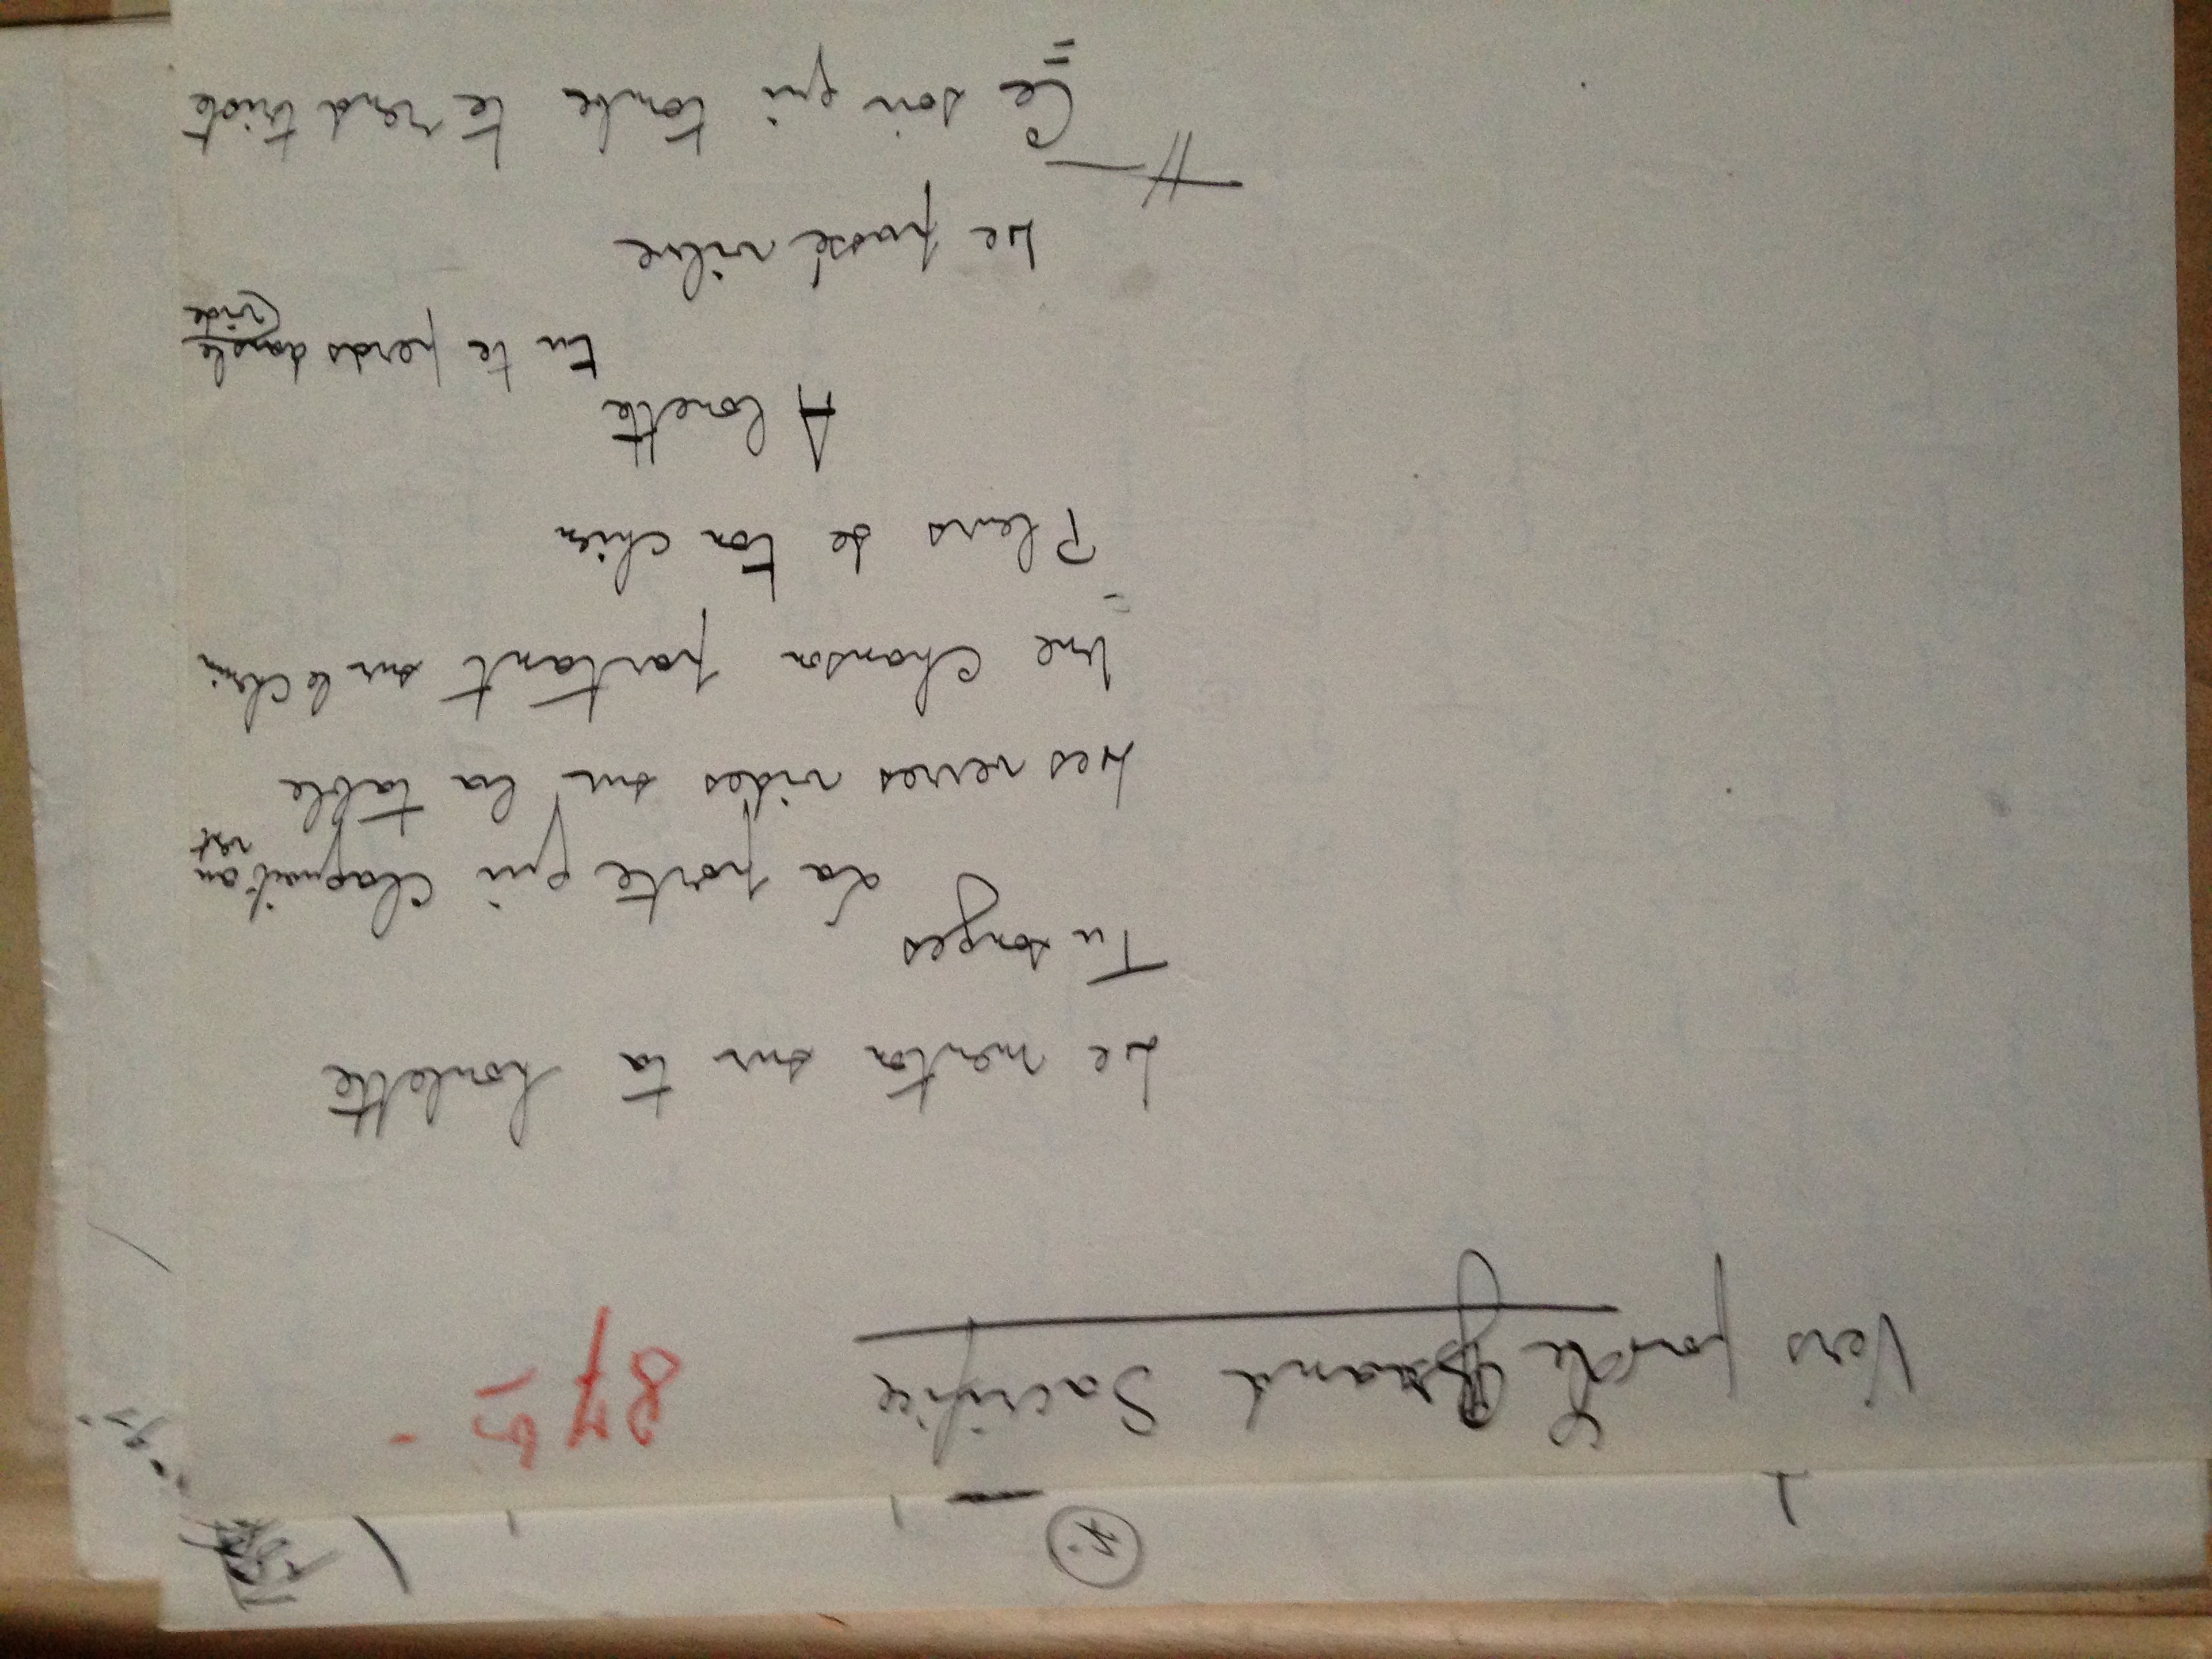 Vers pour Le Grand Sacrifice 87 bis -
Le menton sur ta houlette
Tu songes
La porte qui claquait au
vent
Les verres vides sur la table
Une chanson partant sur le chemin
Pleurs de ton chien
Alouette
tu te perds dans le
vide
Le passé vibre
Ce soir qui tombe te rend triste